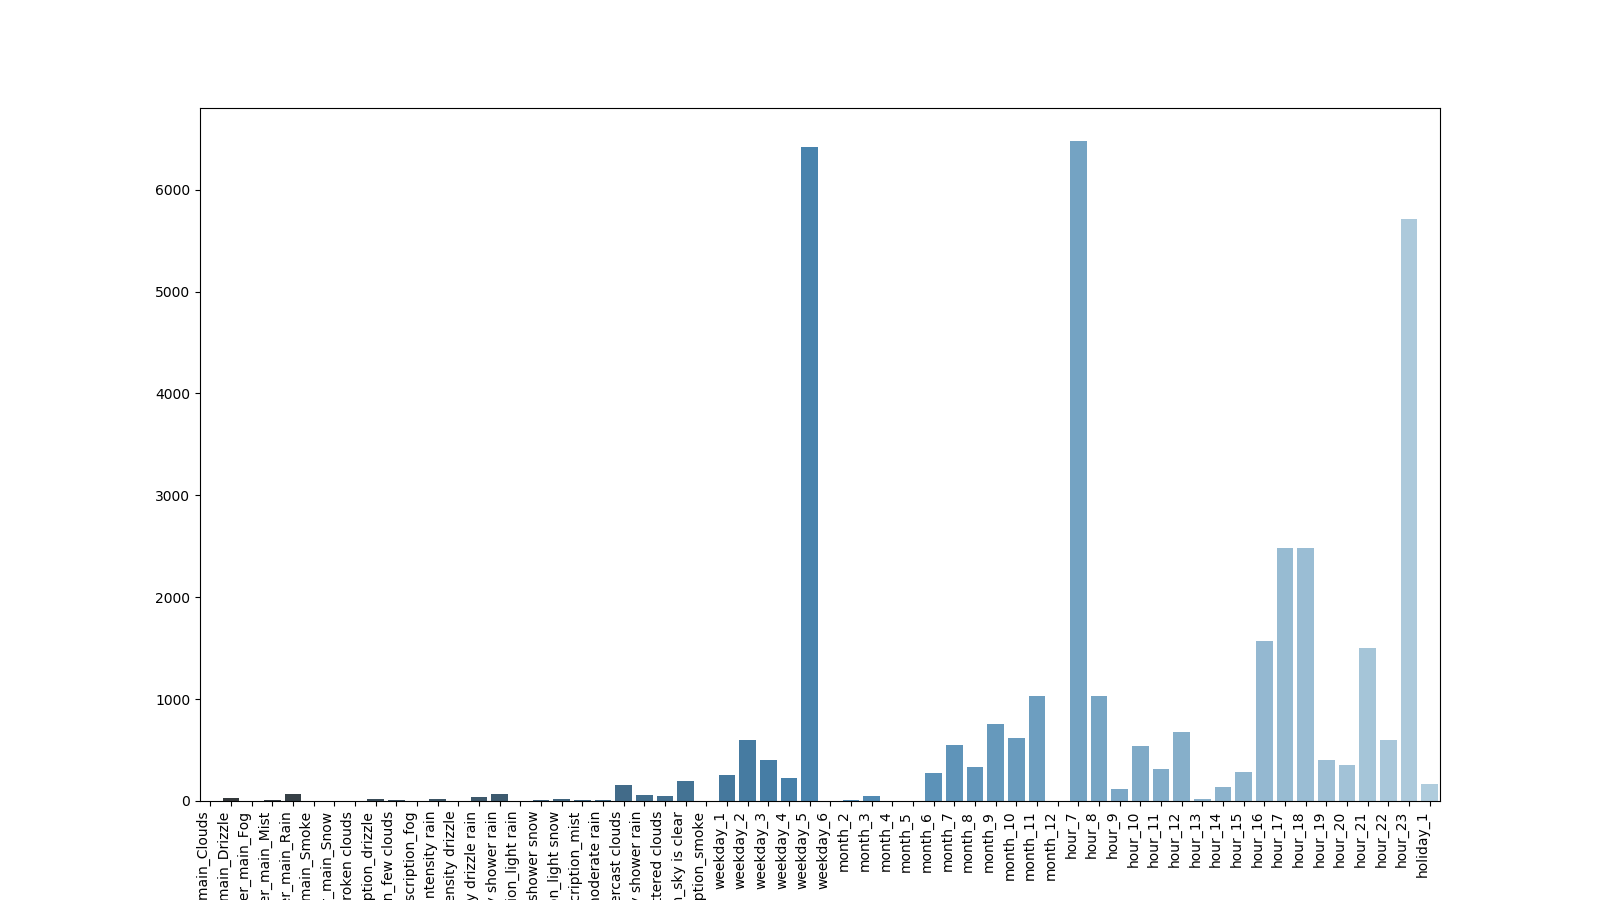 6000
5000
4000
3000
2000
1000
0
main_Clouds
main_Drizzle
er_main_Fog
er_main_Mist
er_main_Rain
main_Smoke
_main_Snow
roken clouds
ption_drizzle
n_few clouds
scription_fog
ntensity rain
ensity drizzle
y drizzle rain
y shower rain
ion_light rain
shower snow
on_light snow
cription_mist
noderate rain
ercast clouds
y shower rain
ttered clouds
n_sky is clear
ption_smoke
weekday_1
weekday_2
weekday_3
weekday_4
weekday_5
weekday_6
month_2
month_3
month_4
month_5
month_6
month_7
month_8
month_9
month_10
month_11
month_12
hour_7
hour_8
hour_9
hour_10
hour_11
hour_12
hour_13
hour_14
hour_15
hour_16
hour_17
hour_18
hour_19
hour_20
hour_21
hour_22
hour_23
holiday_1